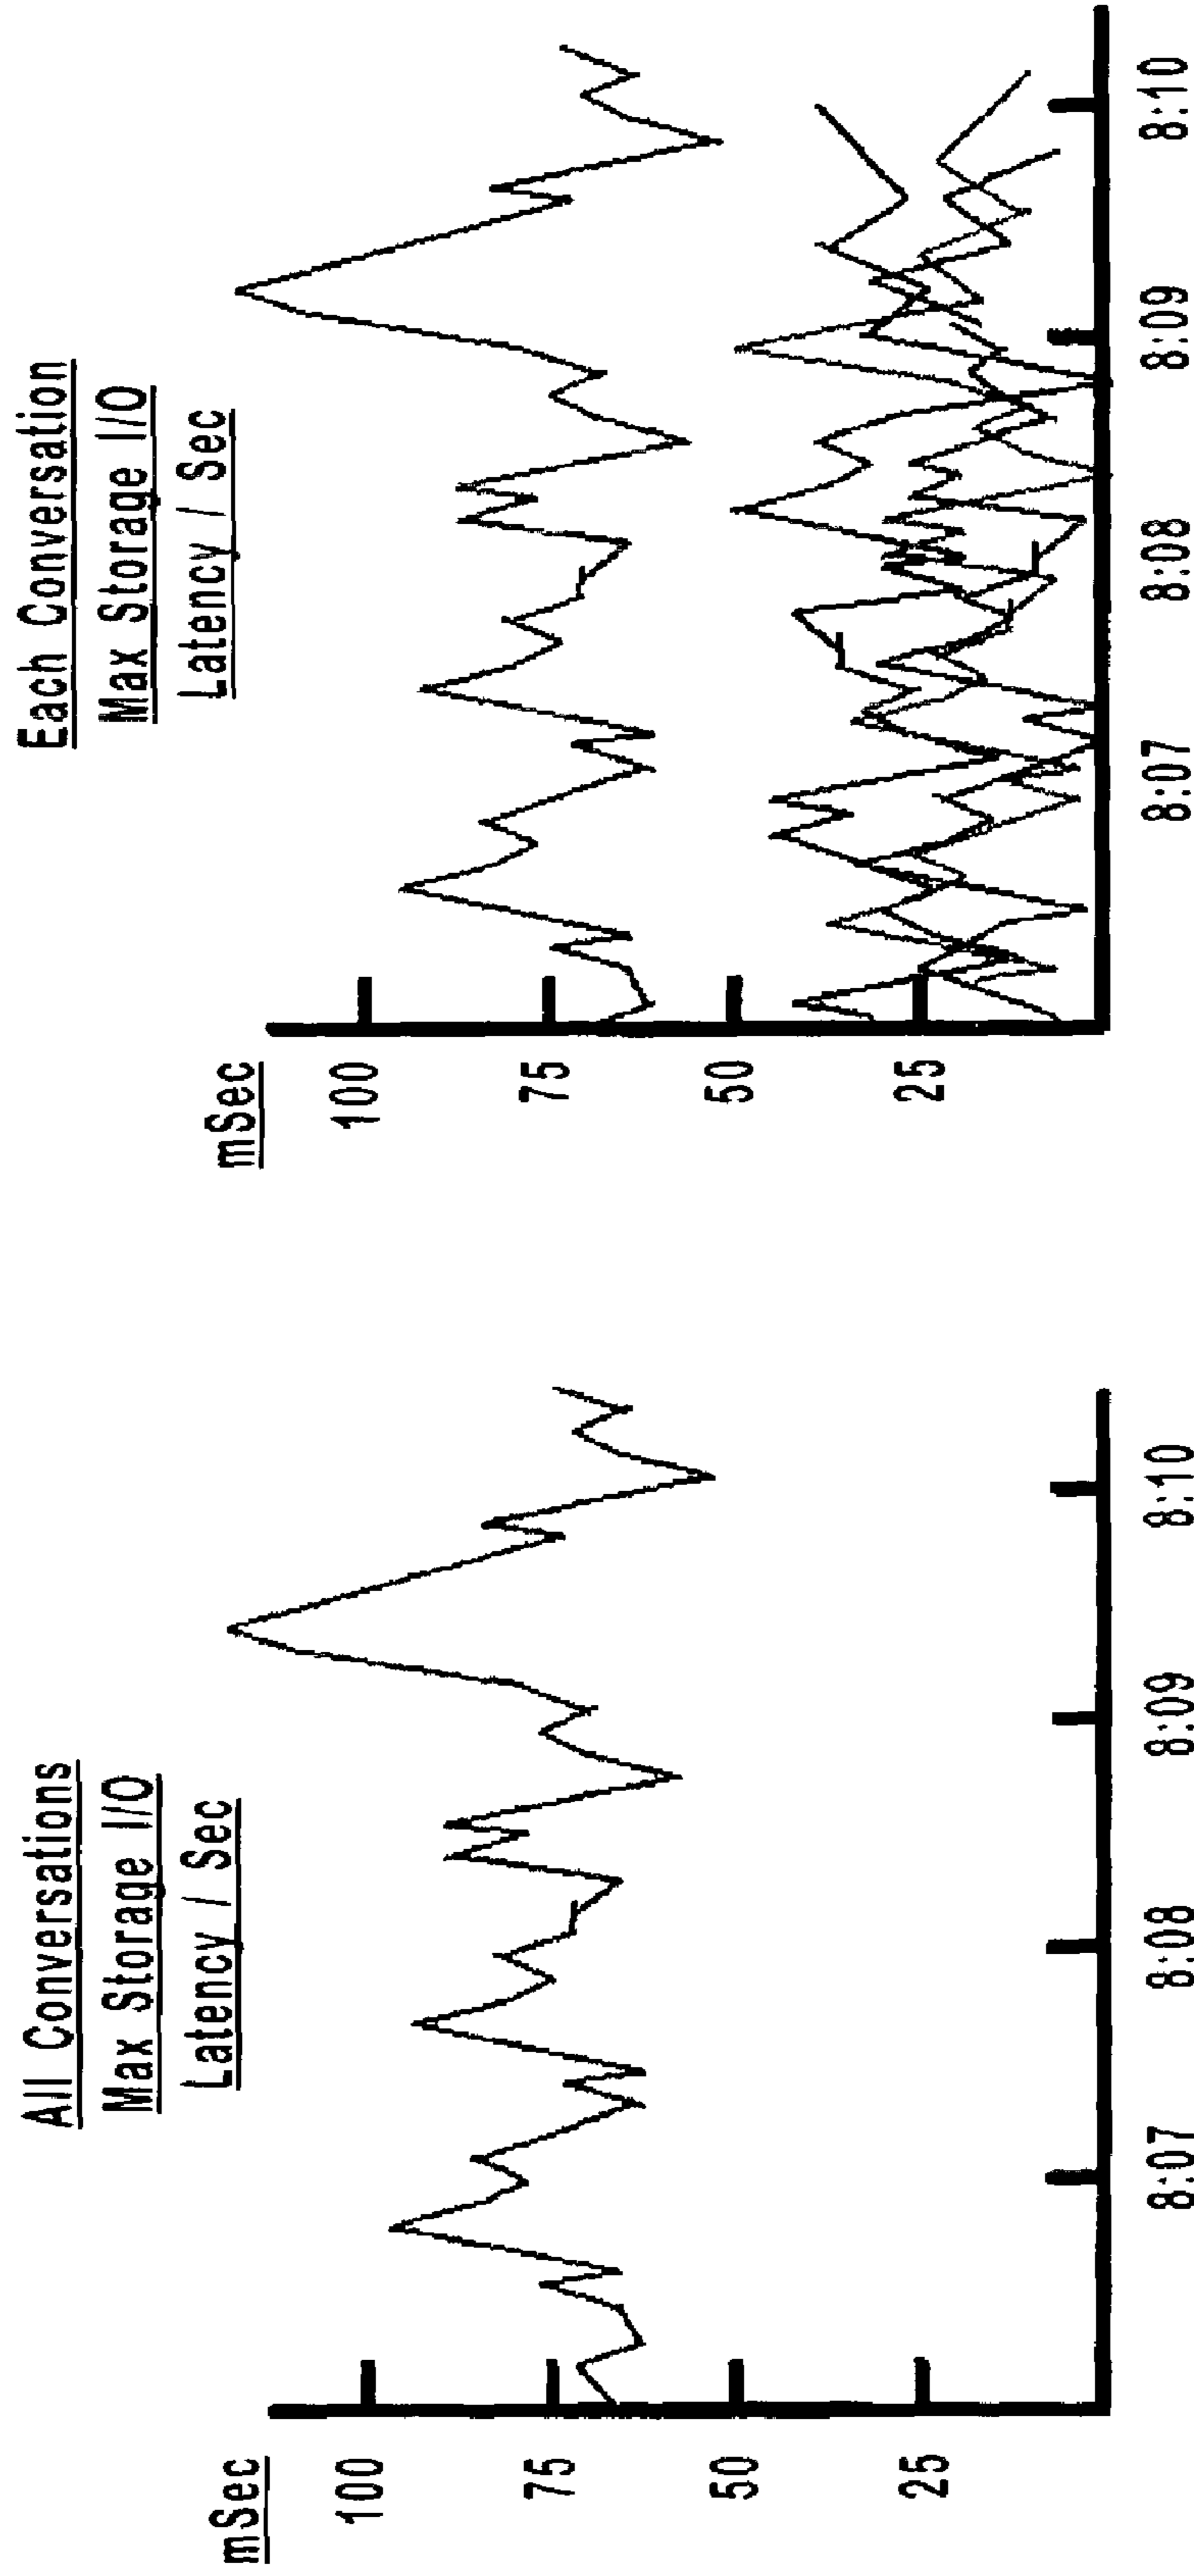 All Conversations
Max Storage I/O
Latency / Sec
mSec
100
75
50
25
8:07
8:08
8:09
8:10
Each Conversation
Max Storage I/O
Latency / Sec
mSec
100
75
50
25
8:07
8:08
8:09
8:10